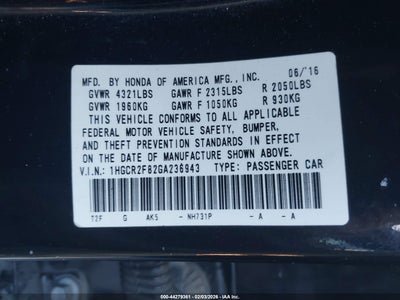 MFD. BY HONDA OF AMERICA MFG., INC. 06/'16
GVWR 4321LBS GAWR F 2315LBS R 2050LBS
GVWR 1960KG GAWR F 1050KG R 930KG
THIS VEHICLE CONFORMS TO ALL APPLICABLE
FEDERAL MOTOR VEHICLE SAFETY, BUMPER,
AND THEFT PREVENTION STANDARDS IN EFFECT
ON THE DATE OF MANUFACTURE SHOWN ABOVE.
V.I.N.: 1HGCR2F82GA236943 TYPE: PASSENGER CAR
T2F G AK5 - NH731P - A - A
000-44279381 - 02/03/2026 - IAA Inc.